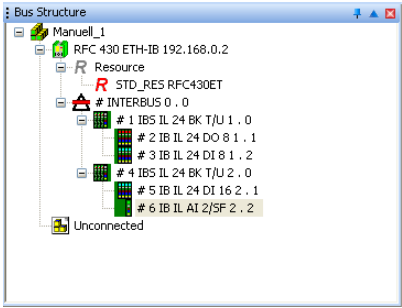 Bus Structure
Manuell_1
RFC 430 ETH-IB 192.168.0.2
R Resource
R STD_RES RFC430ET
# INTERBUS 0 . 0
# 1 IBS IL 24 BK T/U 1 . 0
# 2 IB IL 24 DO 8 1 . 1
# 3 IB IL 24 DI 8 1 . 2
# 4 IBS IL 24 BK T/U 2 . 0
# 5 IB IL 24 DI 16 2 . 1
# 6 IB IL AI 2/SF 2 . 2
Unconnected